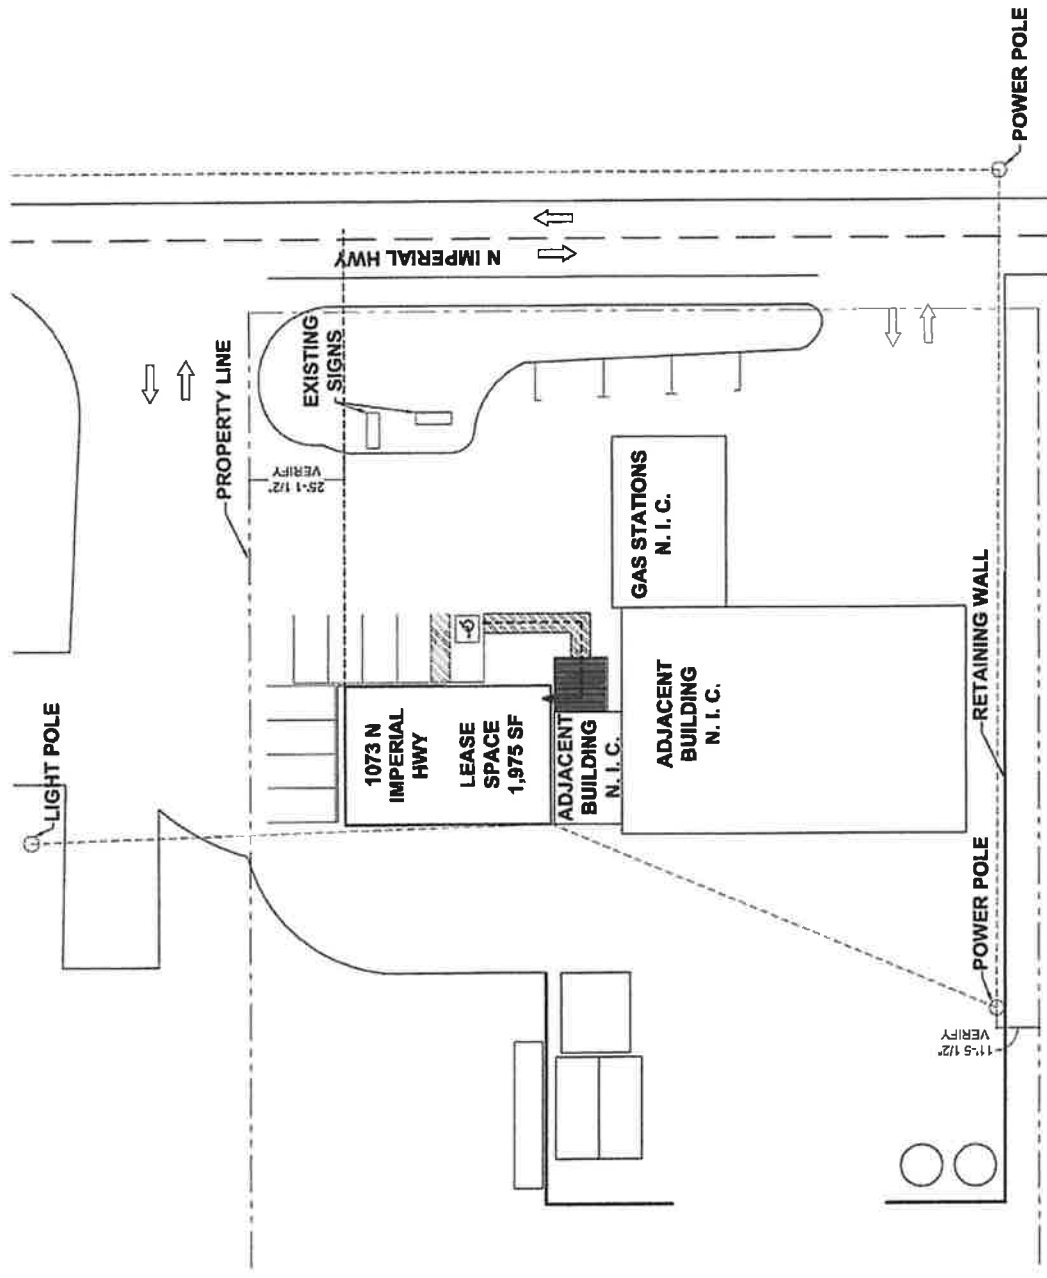 LIGHT POLE
PROPERTY LINE
25'-1 1/2"
VERIFY
EXISTING
SIGNS
N IMPERIAL HWY
1073 N
IMPERIAL
HWY
LEASE
SPACE
1,975 SF
ADJACENT
BUILDING
N. I. C.
ADJACENT
BUILDING
N. I. C.
GAS STATIONS
N. I. C.
RETAINING WALL
POWER POLE
11'-5 1/2"
VERIFY
POWER POLE